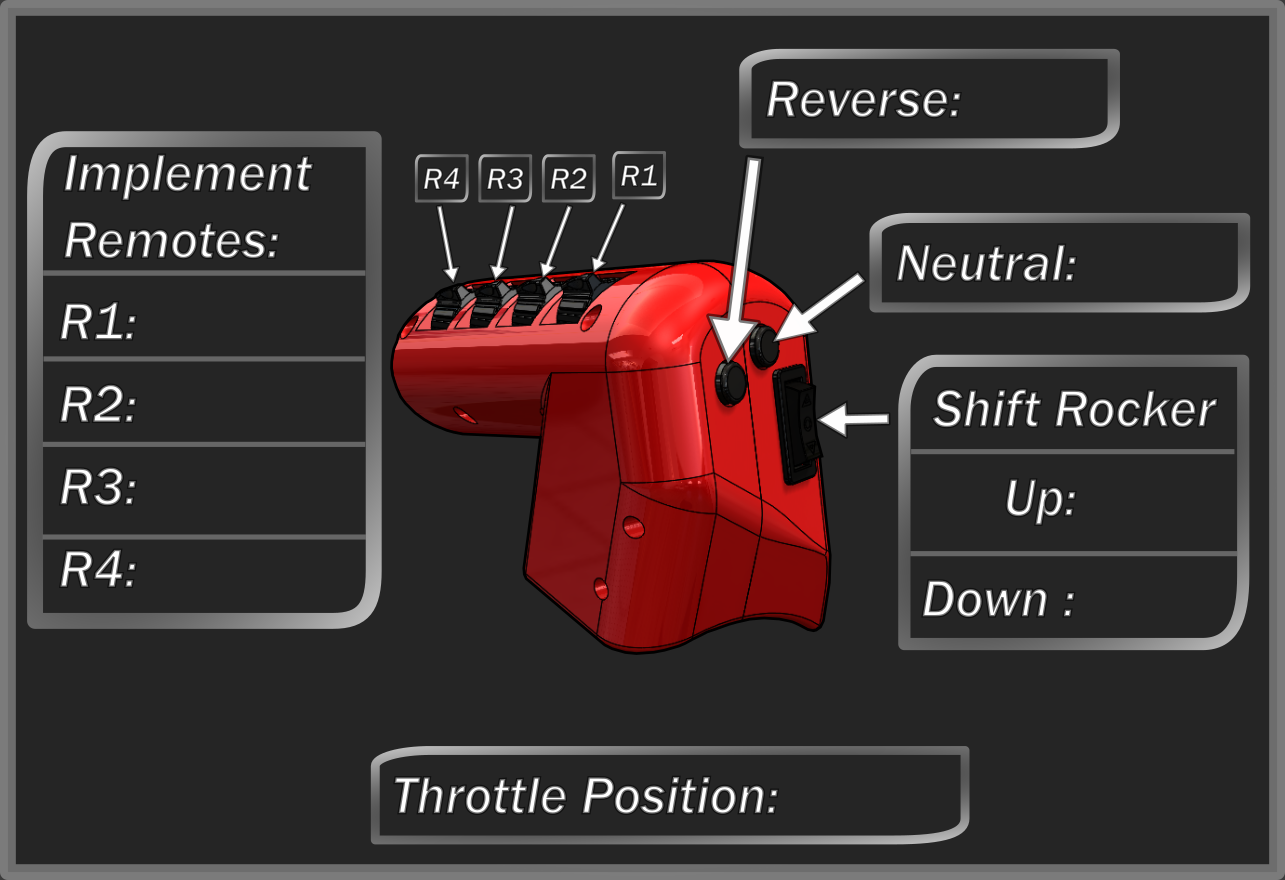 Reverse:
Implement
Remotes:
R4 R3 R2 R1
Neutral:
R1:
Shift Rocker
R2:
Up:
R3:
R4:
Down :
Throttle Position: